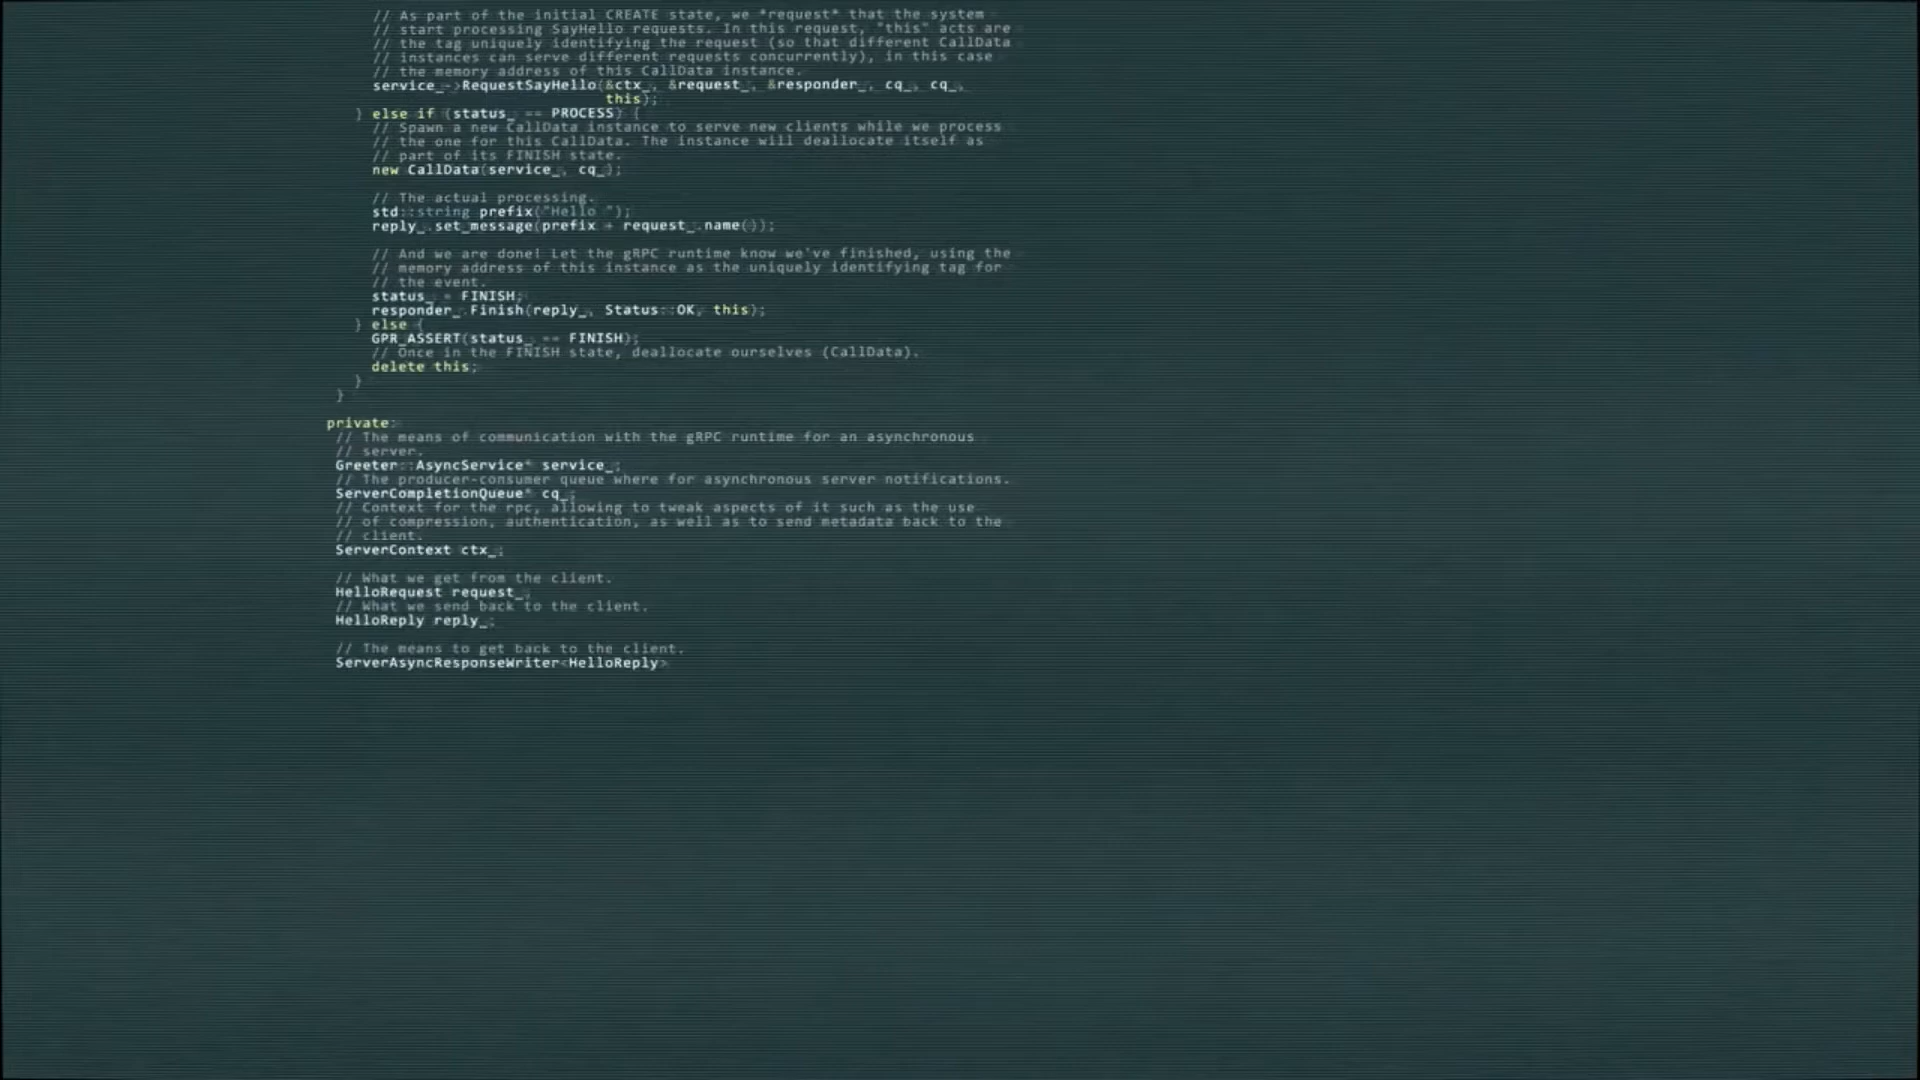 // As part of the initial CREATE state, we *request* that the system
// start processing SayHello requests. In this request, "this" acts are
// the tag uniquely identifying the request (so that different CallData
// instances can serve different requests concurrently), in this case
// the memory address of this CallData instance.
service_->RequestSayHello(&ctx_, &request_, &responder_, cq_, cq_,
this);
} else if (status_ == PROCESS) {
// Spawn a new CallData instance to serve new clients while we process
// the one for this CallData. The instance will deallocate itself as
// part of its FINISH state.
new CallData(service_, cq_);
// The actual processing.
std::string prefix("Hello ");
reply_.set_message(prefix + request_.name());
// And we are done! Let the gRPC runtime know we've finished, using the
// memory address of this instance as the uniquely identifying tag for
// the event.
status_ = FINISH;
responder_.Finish(reply_, Status::OK, this);
} else {
GPR_ASSERT(status_ == FINISH);
// Once in the FINISH state, deallocate ourselves (CallData).
delete this;
}
}
private:
// The means of communication with the gRPC runtime for an asynchronous
// server.
Greeter::AsyncService* service_;
// The producer-consumer queue where for asynchronous server notifications.
ServerCompletionQueue* cq_;
// Context for the rpc, allowing to tweak aspects of it such as the use
// of compression, authentication, as well as to send metadata back to the
// client.
ServerContext ctx_;
// What we get from the client.
HelloRequest request_;
// What we send back to the client.
HelloReply reply_;
// The means to get back to the client.
ServerAsyncResponseWriter<HelloReply>